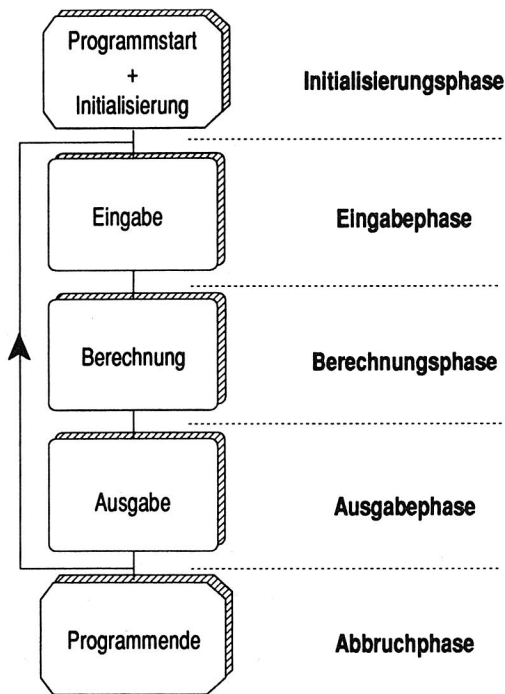 Programmstart
+
Initialisierung
Initialisierungsphase
Eingabe
Eingabephase
Berechnung
Berechnungsphase
Ausgabe
Ausgabephase
Programmende
Abbruchphase